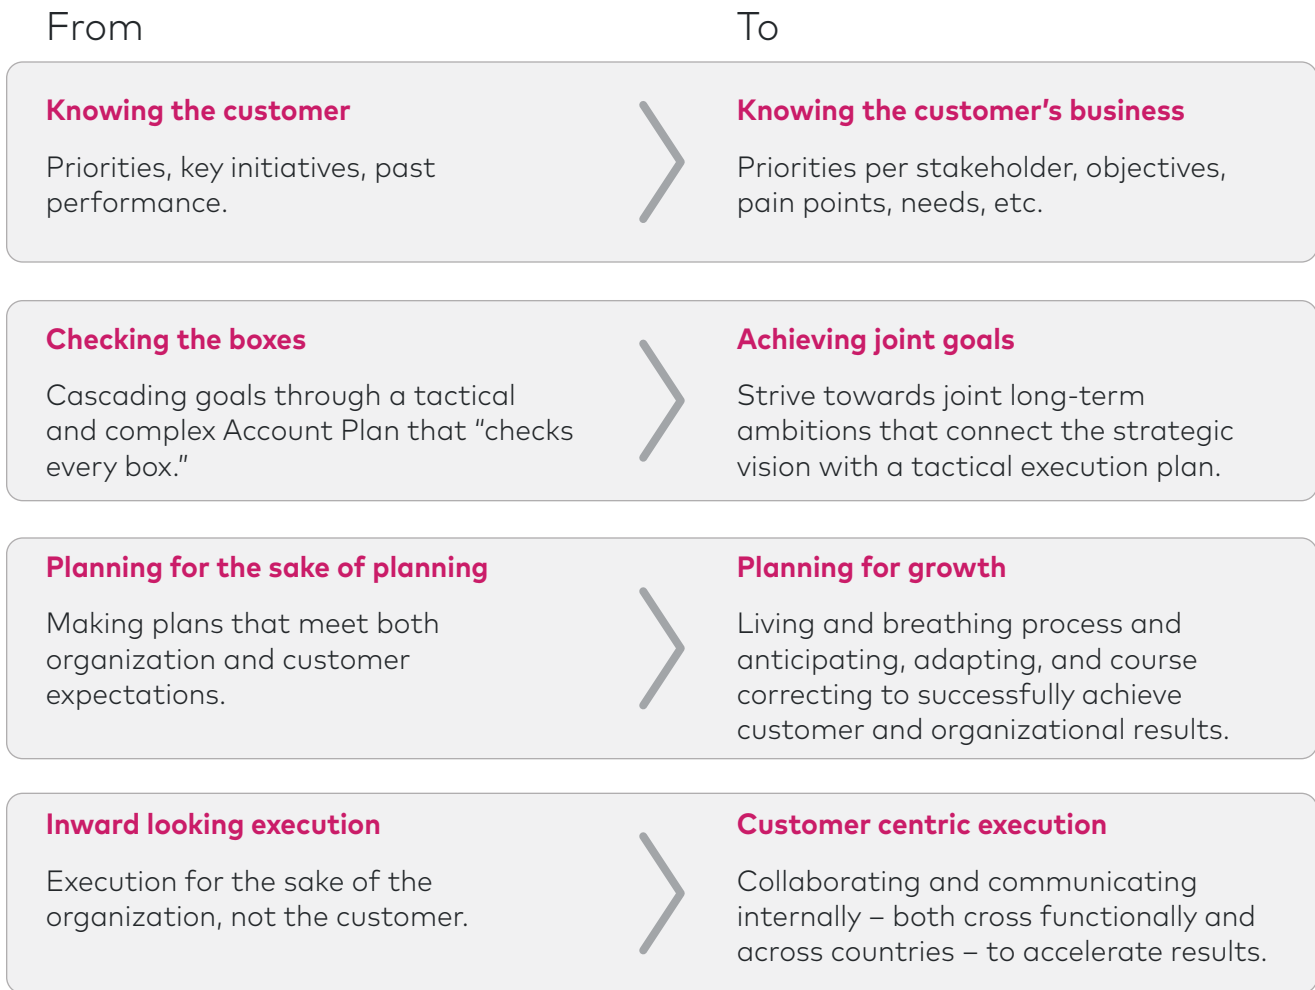 From
To
Knowing the customer
Priorities, key initiatives, past
performance.
Knowing the customer’s business
Priorities per stakeholder, objectives,
pain points, needs, etc.
Checking the boxes
Cascading goals through a tactical
and complex Account Plan that “checks
every box.”
Achieving joint goals
Strive towards joint long-term
ambitions that connect the strategic
vision with a tactical execution plan.
Planning for the sake of planning
Making plans that meet both
organization and customer
expectations.
Planning for growth
Living and breathing process and
anticipating, adapting, and course
correcting to successfully achieve
customer and organizational results.
Inward looking execution
Execution for the sake of the
organization, not the customer.
Customer centric execution
Collaborating and communicating
internally – both cross functionally and
across countries – to accelerate results.